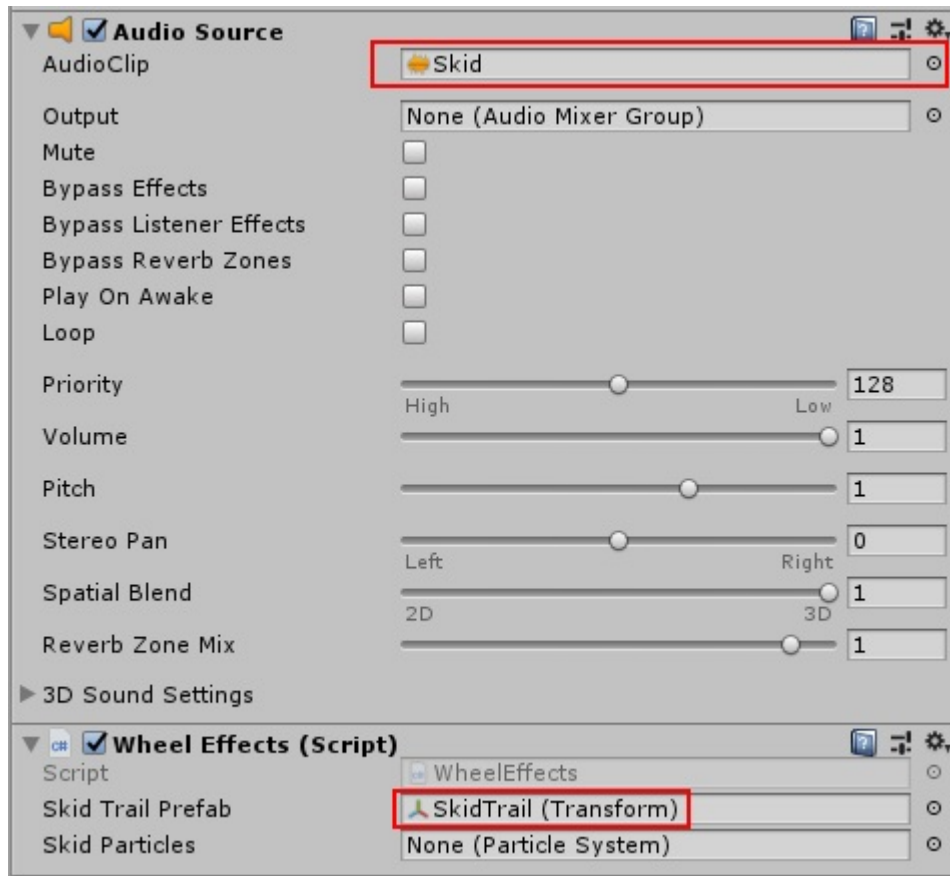 Audio Source
AudioClip Skid
Output None (Audio Mixer Group)
Mute
Bypass Effects
Bypass Listener Effects
Bypass Reverb Zones
Play On Awake
Loop
Priority 128
High Low
Volume 1
Pitch 1
Stereo Pan 0
Left Right
Spatial Blend 1
2D 3D
Reverb Zone Mix 1
3D Sound Settings
c# Wheel Effects (Script)
Script WheelEffects
Skid Trail Prefab SkidTrail (Transform)
Skid Particles None (Particle System)